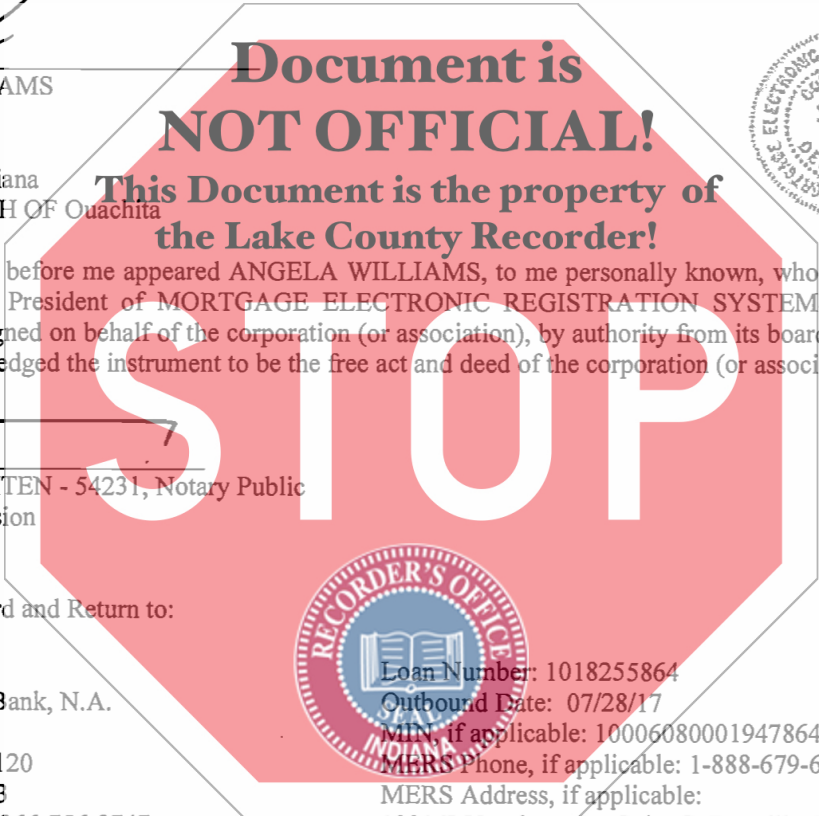 Document is
NOT OFFICIAL!
This Document is the property of
the Lake County Recorder!
STOP
AMS
iana
H OF Ouachita
before me appeared ANGELA WILLIAMS, to me personally known, who
President of MORTGAGE ELECTRONIC REGISTRATION SYSTEM
ned on behalf of the corporation (or association), by authority from its board
edged the instrument to be the free act and deed of the corporation (or associ
TEN - 54231, Notary Public
sion
d and Return to:
Bank, N.A.
120
RECORDER'S OFFICE
SEAL
INDIANA
Loan Number: 1018255864
Outbound Date: 07/28/17
MIN, if applicable: 10006080001947864
MERS Phone, if applicable: 1-888-679-6
MERS Address, if applicable: